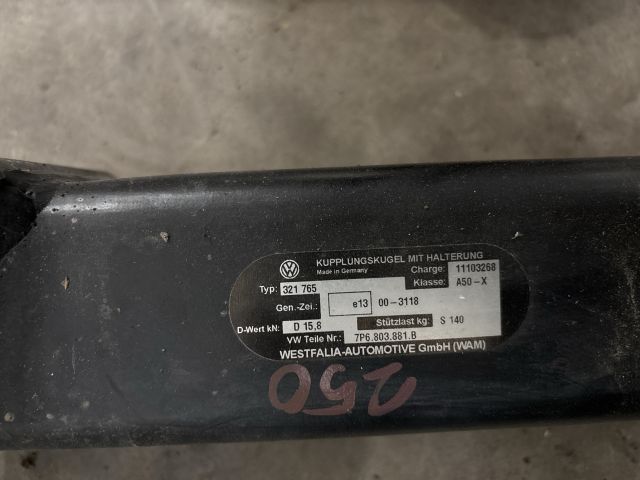 KUPPLUNGSKUGEL MIT HALTERUNG
Made in Germany Charge: 11103268
Typ: 321 765 Klasse: A50-X
Gen.-Zei.: e13 00-3118
D-Wert kN: D 15,8 Stützlast kg: S 140
VW Teile Nr.: 7P6.803.881.B
WESTFALIA-AUTOMOTIVE GmbH (WAM)
250